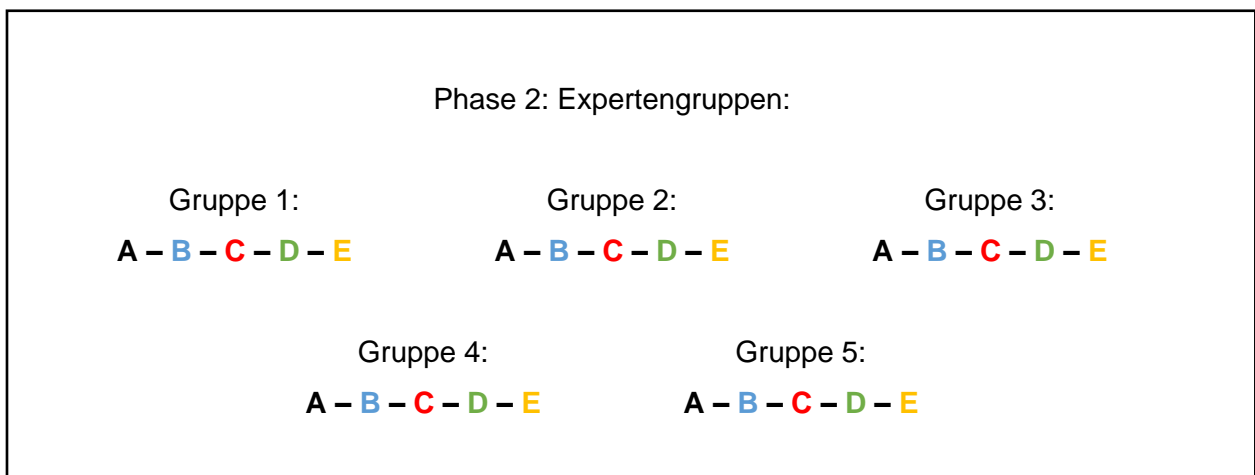 Phase 2: Expertengruppen:
Gruppe 1: Gruppe 2: Gruppe 3:
A – B – C – D – E A – B – C – D – E A – B – C – D – E
Gruppe 4: Gruppe 5:
A – B – C – D – E A – B – C – D – E